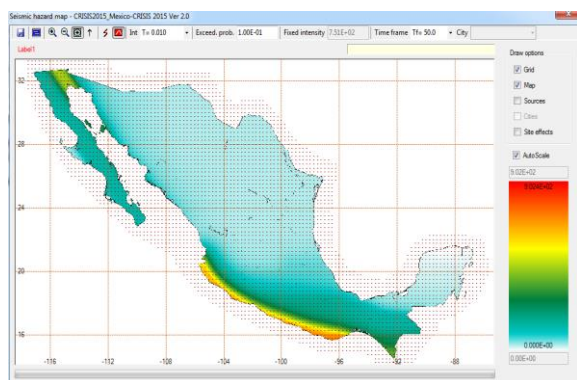 Seismic hazard map - CRISIS2015_Mexico-CRISIS 2015 Ver 2.0
Int T= 0.010 Exceed. prob. 1.00E-01 Fixed intensity 7.51E+02 Time frame Tf= 50.0 City
Label1
Draw options
Grid
Map
Sources
Cities
Site effects
AutoScale
9.02E+02
9.024E+02
0.000E+00
0.00E+00
32
28
24
20
16
-116 -112 -108 -104 -100 -96 -92 -88